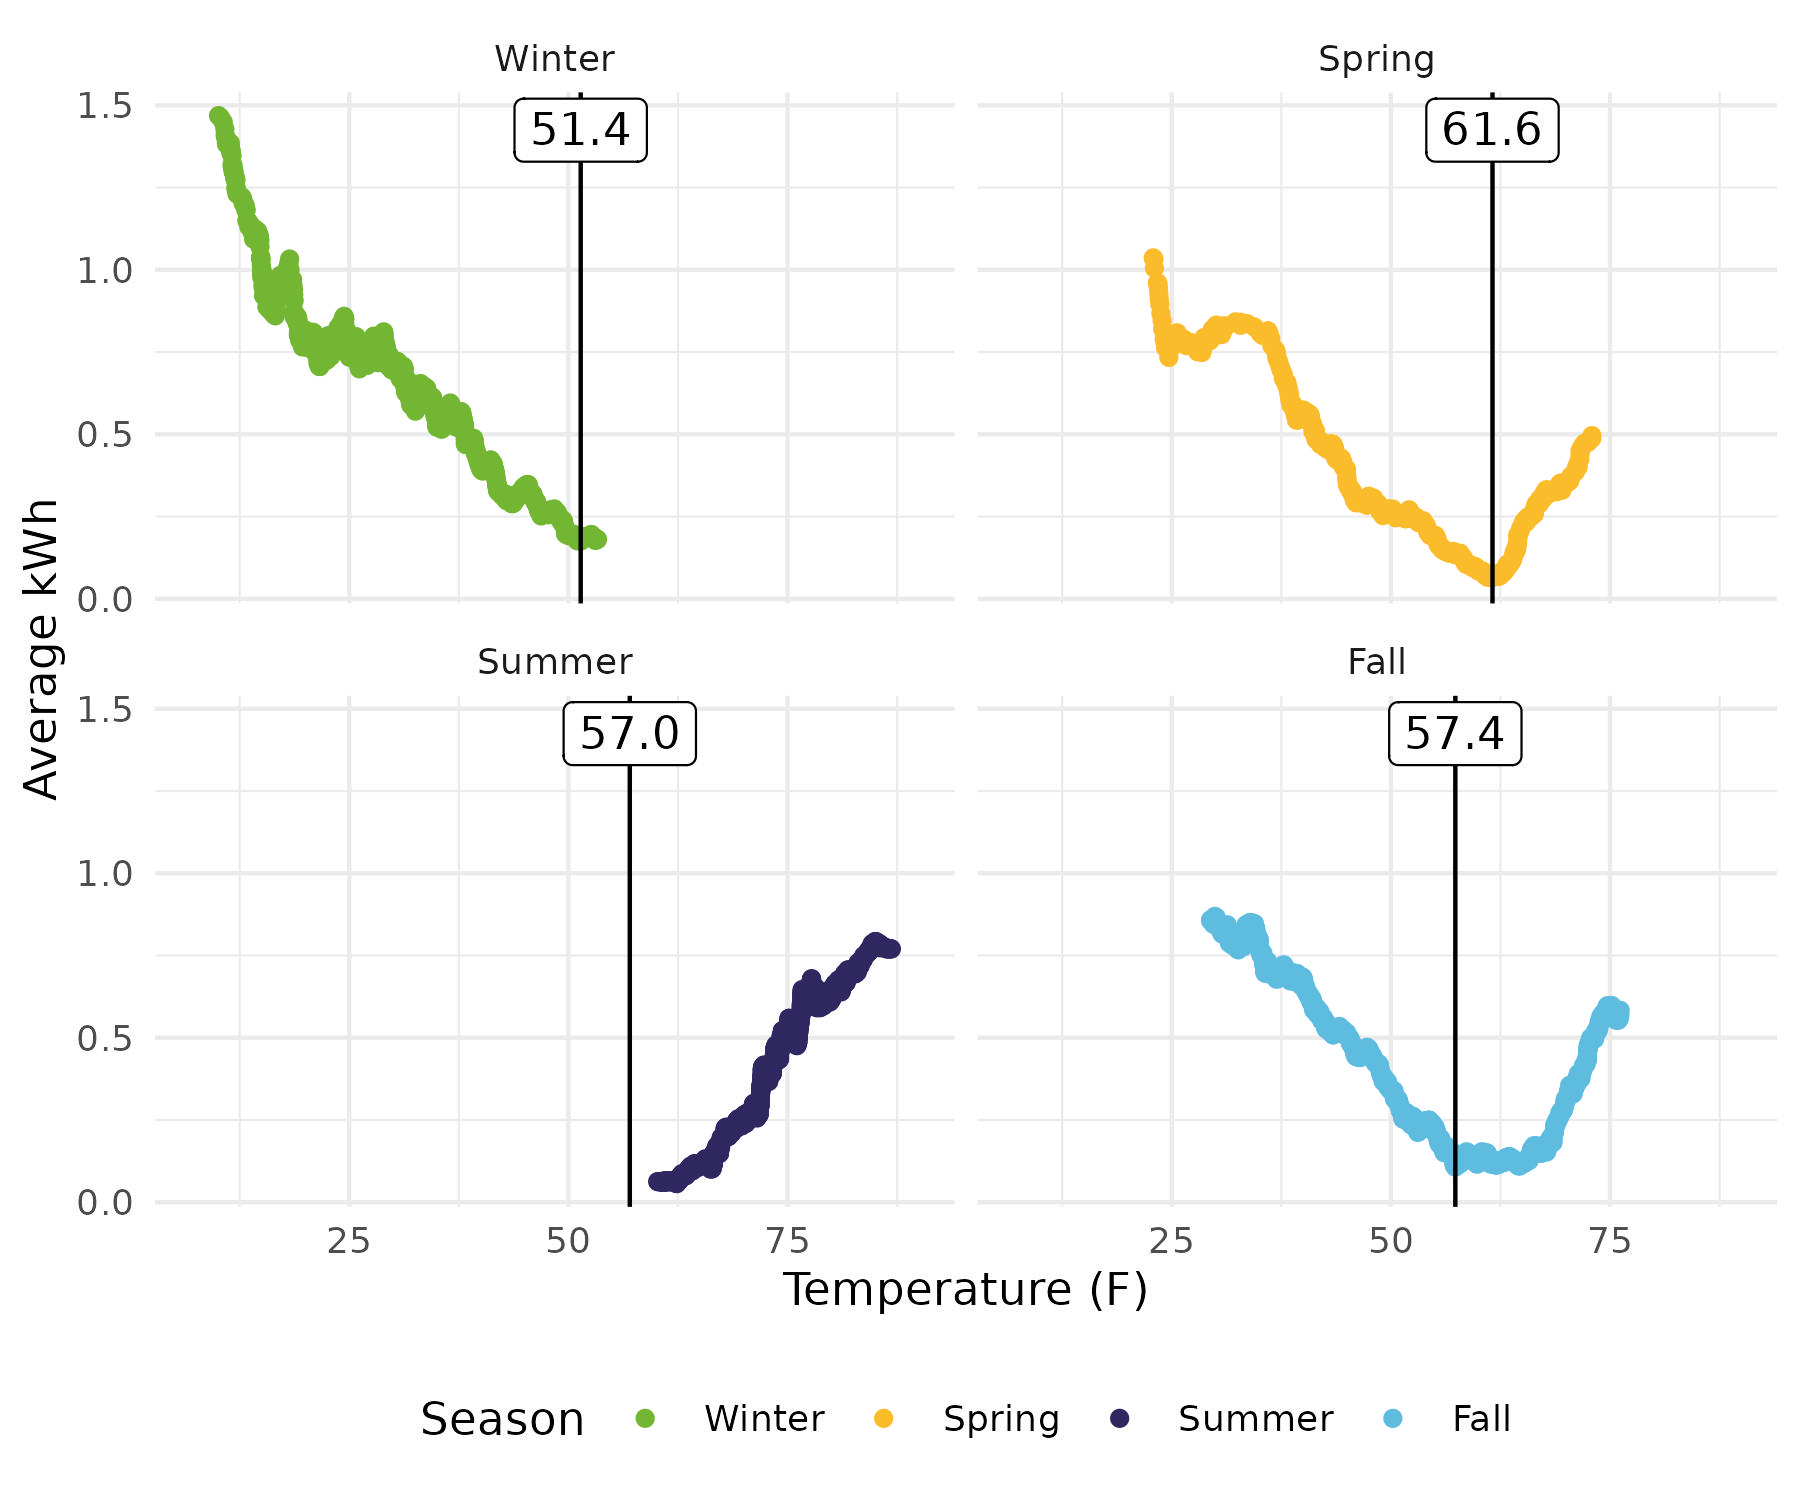 Winter
Spring
51.4
61.6
1.5
1.0
0.5
0.0
Summer
Fall
57.0
57.4
1.5
1.0
0.5
0.0
25 50 75
25 50 75
Average kWh
Temperature (F)
Season Winter Spring Summer Fall